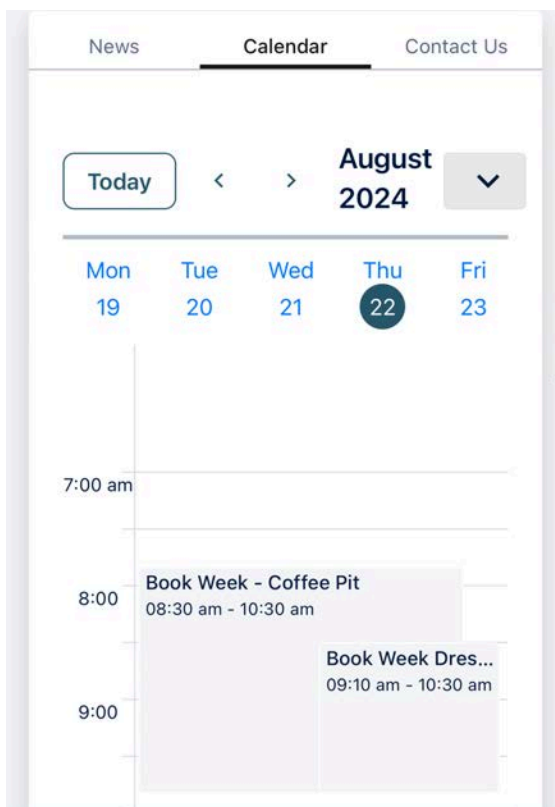 News Calendar Contact Us
Today August
2024
Mon Tue Wed Thu Fri
19 20 21 22 23
7:00 am
8:00
Book Week - Coffee Pit
08:30 am - 10:30 am
Book Week Dres...
09:10 am - 10:30 am
9:00